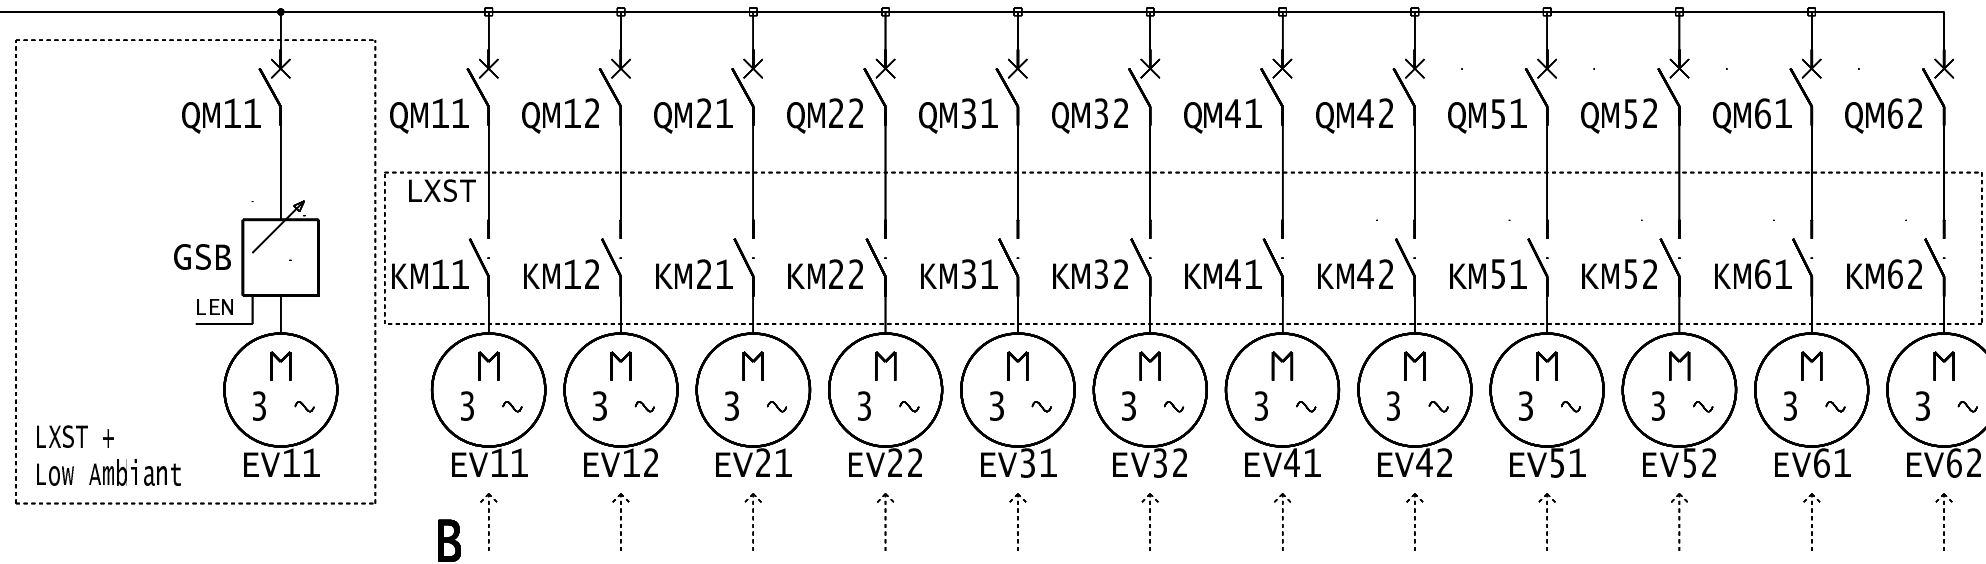 QM11 QM11 QM12 QM21 QM22 QM31 QM32 QM41 QM42 QM51 QM52 QM61 QM62
LXST
GSB KM11 KM12 KM21 KM22 KM31 KM32 KM41 KM42 KM51 KM52 KM61 KM62
LEN
M M M M M M M M M M M M M
3 ~ 3 ~ 3 ~ 3 ~ 3 ~ 3 ~ 3 ~ 3 ~ 3 ~ 3 ~ 3 ~ 3 ~ 3 ~
LXST +
Low Ambiant
EV11 EV11 EV12 EV21 EV22 EV31 EV32 EV41 EV42 EV51 EV52 EV61 EV62
B